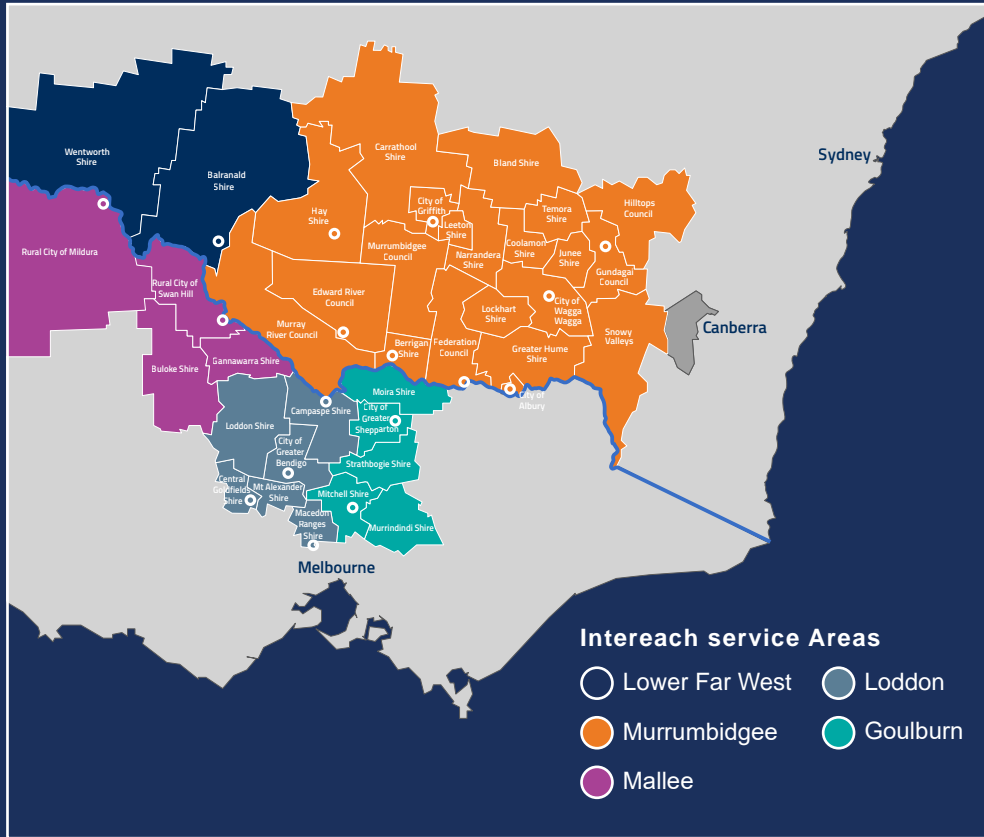 Sydney
Wentworth
Shire
Balranald
Shire
Carrathool
Shire
Bland Shire
Hilltops
Council
City of
Griffith
Temora
Shire
Hay
Shire
Leeton
Shire
Murrumbidgee
Council
Narrandera
Shire
Coolamon
Shire
Junee
Shire
Gundagai
Council
Rural City of Mildura
Rural City of
Swan Hill
Edward River
Council
Lockhart
Shire
City of
Wagga
Wagga
Canberra
Murray
River Council
Berrigan
Shire
Federation
Council
Greater Hume
Shire
Snowy
Valleys
Buloke Shire
Gannawarra Shire
Moira Shire
City of
Albury
Campaspe Shire
City of
Greater
Shepparton
Loddon Shire
City of
Greater
Bendigo
Strathbogie Shire
Central
Goldfields
Shire
Mt Alexander
Shire
Mitchell Shire
Macedon
Ranges
Shire
Murrindindi Shire
Melbourne
Intereach service Areas
Lower Far West
Loddon
Murrumbidgee
Goulburn
Mallee